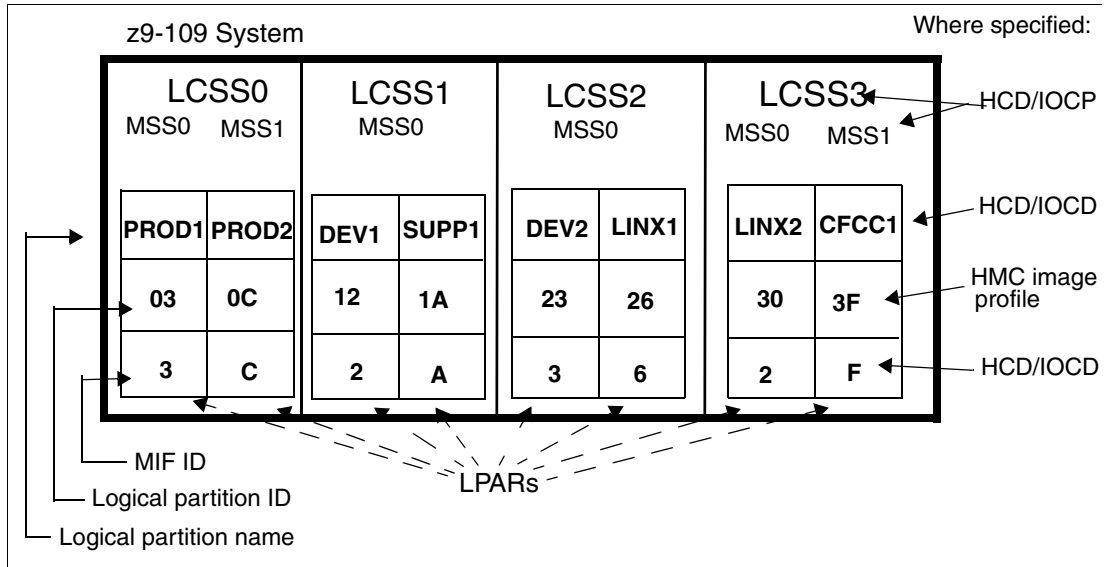 z9-109 System
Where specified:
LCSS0 LCSS1 LCSS2 LCSS3
HCD/IOCP
MSS0 MSS1 MSS0 MSS0 MSS0 MSS1
PROD1 PROD2 DEV1 SUPP1 DEV2 LINX1 LINX2 CFCC1
HCD/IOCD
03 0C 12 1A 23 26 30 3F
HMC image
profile
3 C 2 A 3 6 2 F
HCD/IOCD
MIF ID
LPARs
Logical partition ID
Logical partition name